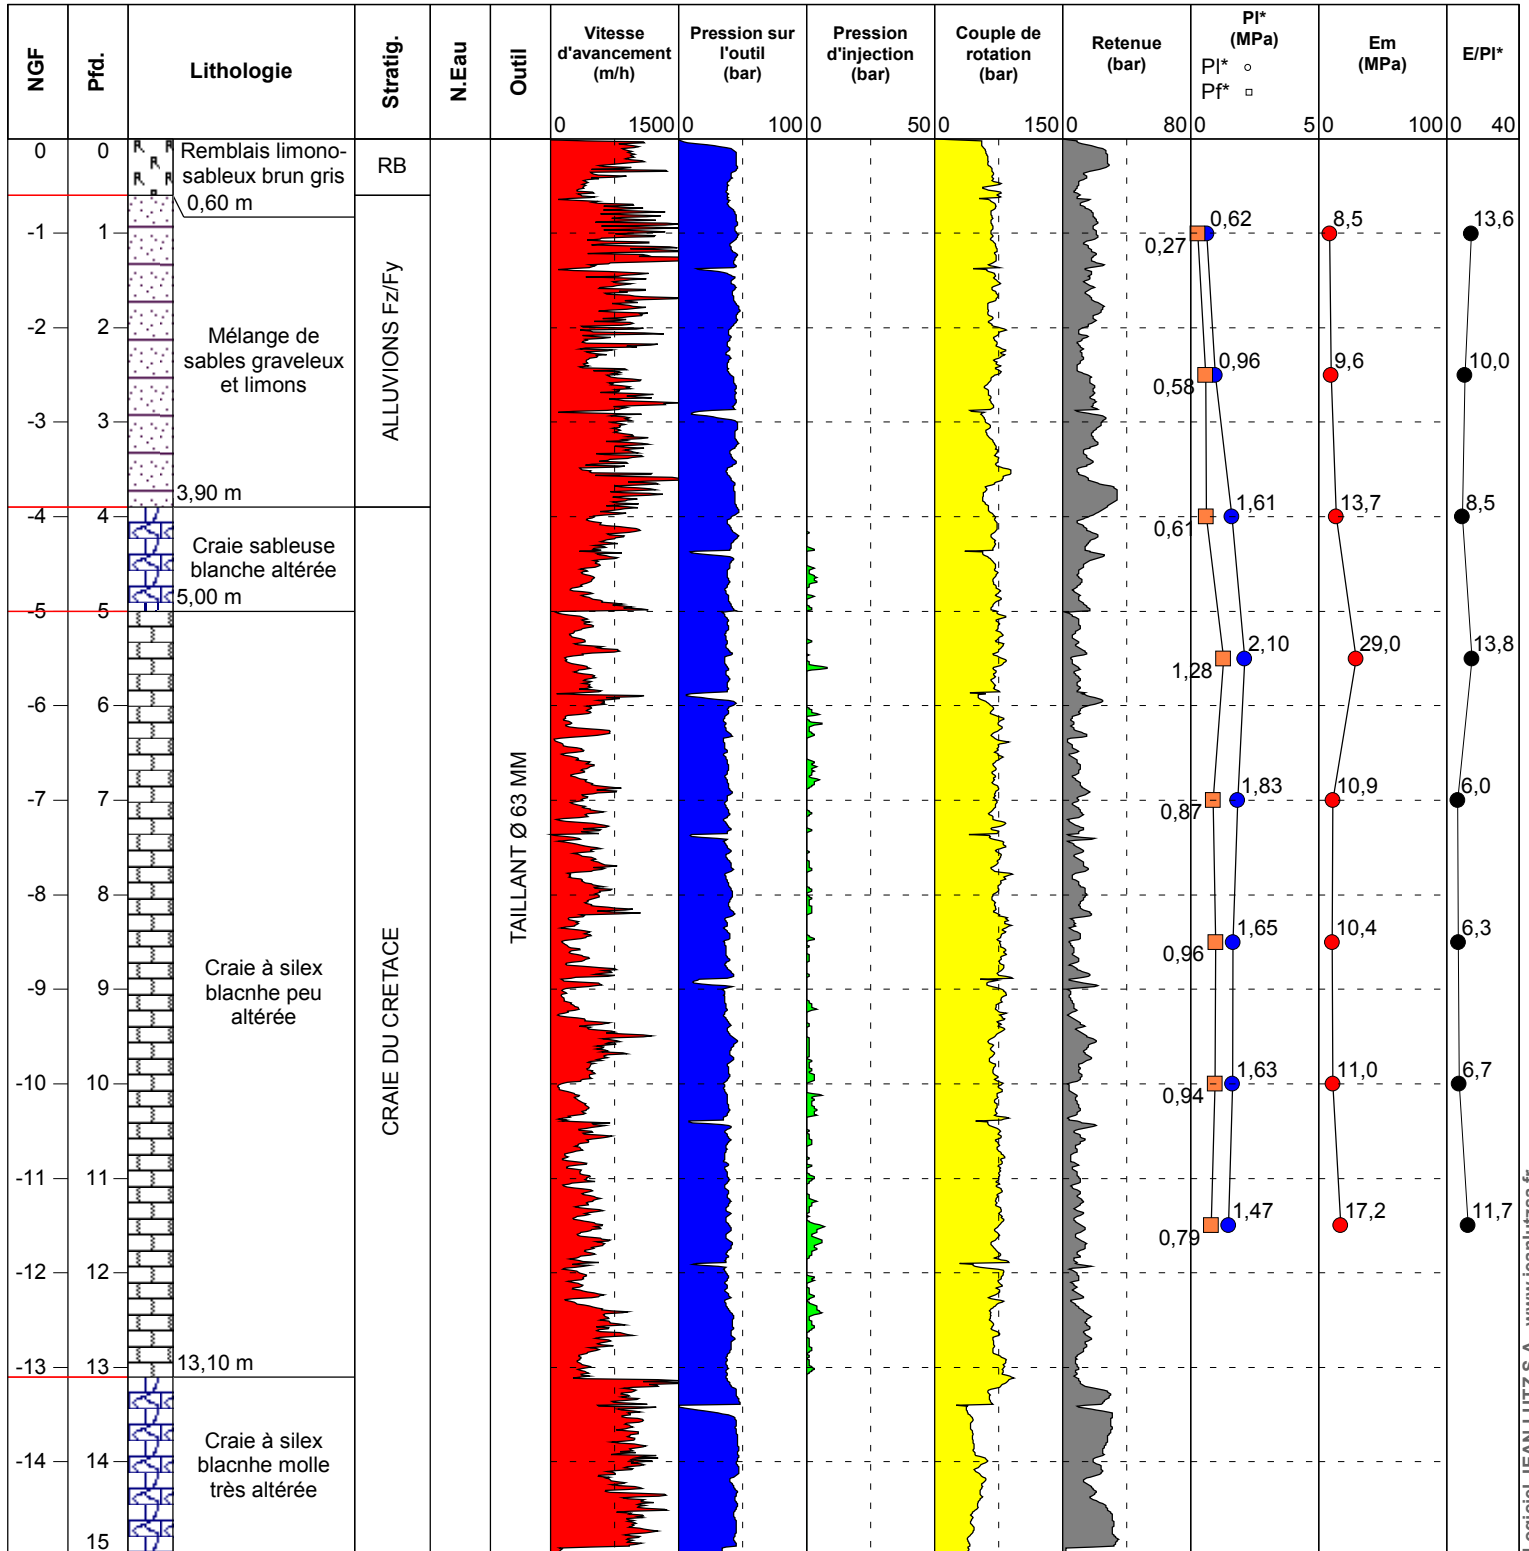 NGF
Pfd.
Lithologie
Stratig.
N.Eau
Outil
Vitesse
d'avancement
(m/h)
Pression sur
l'outil
(bar)
Pression
d'injection
(bar)
Couple de
rotation
(bar)
Retenue
(bar)
Pl*
(MPa)
Pl*
Pf*
Em
(MPa)
E/Pl*
0 1500
0 100
0 50
0 150
0 80
0 5
0 100
0 40
0 0
-1 1
-2 2
-3 3
-4 4
-5 5
-6 6
-7 7
-8 8
-9 9
-10 10
-11 11
-12 12
-13 13
-14 14
15
Remblais limono-
sableux brun gris
0,60 m
Mélange de
sables graveleux
et limons
3,90 m
Craie sableuse
blanche altérée
5,00 m
Craie à silex
blacnhe peu
altérée
13,10 m
Craie à silex
blacnhe molle
très altérée
RB
ALLUVIONS Fz/Fy
CRAIE DU CRETACE
TAILLANT Ø 63 MM
0,27 0,62 8,5 13,6
0,58 0,96 9,6 10,0
0,61 1,61 13,7 8,5
1,28 2,10 29,0 13,8
0,87 1,83 10,9 6,0
0,96 1,65 10,4 6,3
0,94 1,63 11,0 6,7
0,79 1,47 17,2 11,7
Logiciel JEAN LUTZ S.A - www.jeanlutzsa.fr